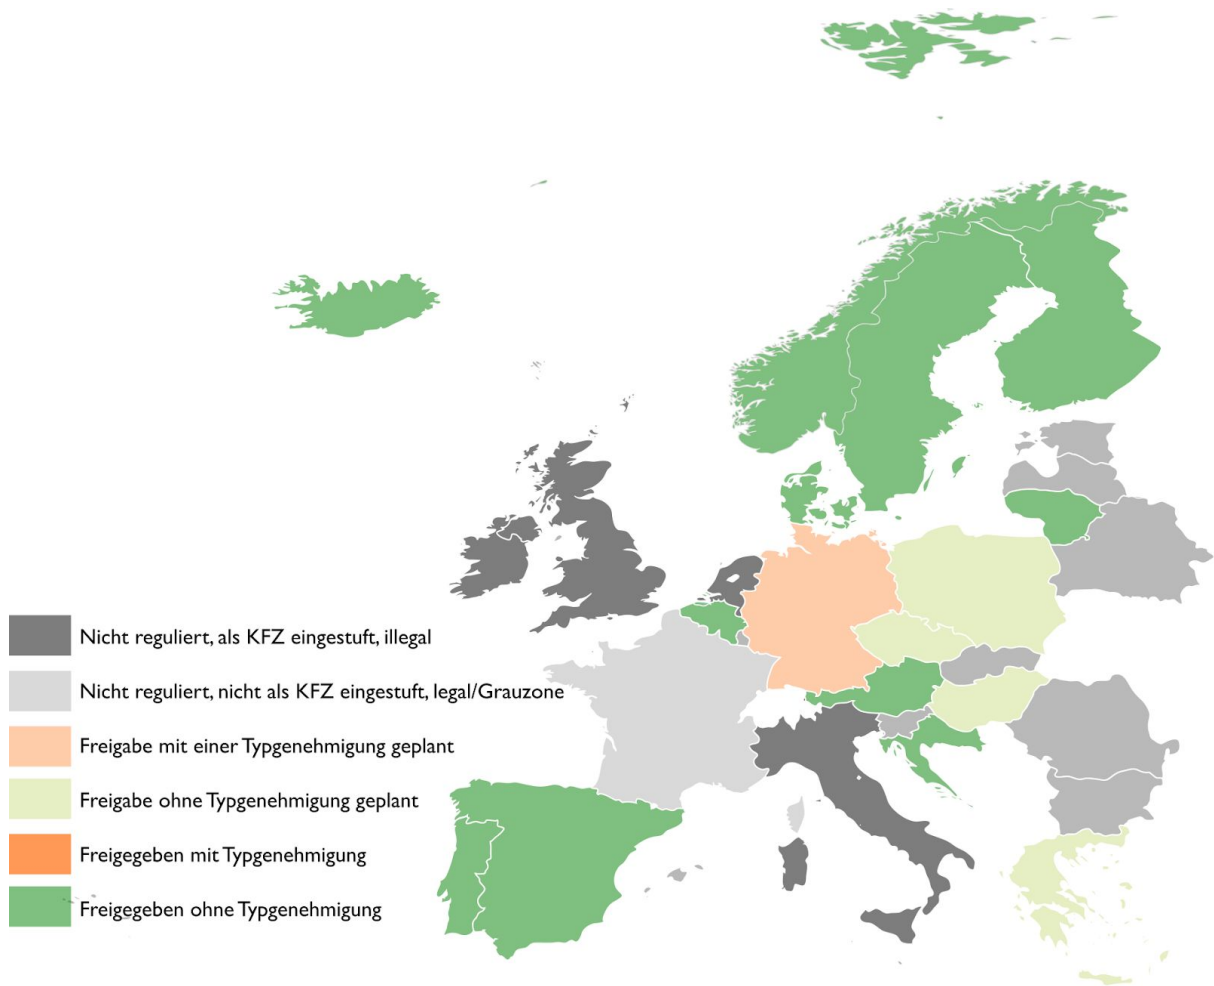 Nicht reguliert, als KFZ eingestuft, illegal
Nicht reguliert, nicht als KFZ eingestuft, legal/Grauzone
Freigabe mit einer Typgenehmigung geplant
Freigabe ohne Typgenehmigung geplant
Freigegeben mit Typgenehmigung
Freigegeben ohne Typgenehmigung